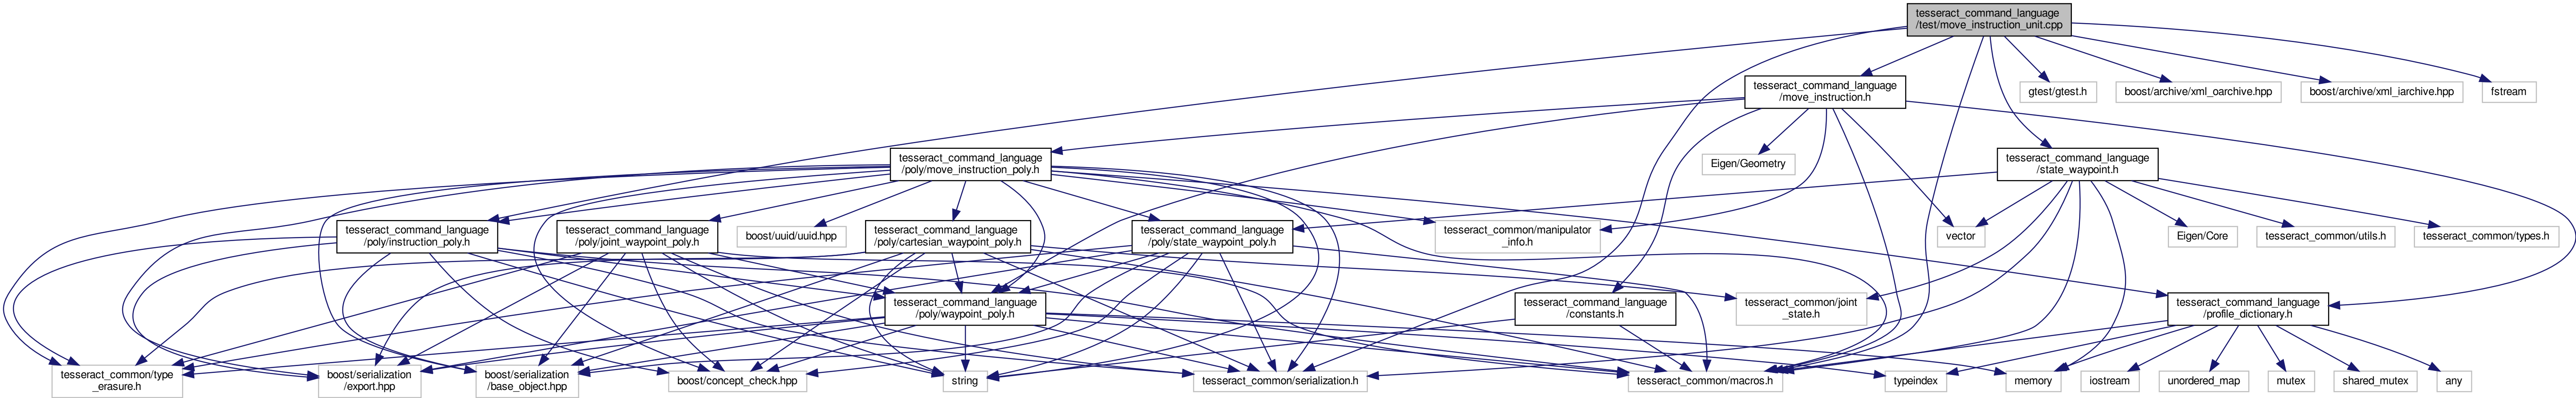 tesseract_command_language
/test/move_instruction_unit.cpp
tesseract_command_language
/move_instruction.h
gtest/gtest.h
boost/archive/xml_oarchive.hpp
boost/archive/xml_iarchive.hpp
fstream
tesseract_command_language
/poly/move_instruction_poly.h
Eigen/Geometry
tesseract_command_language
/state_waypoint.h
tesseract_command_language
/poly/instruction_poly.h
tesseract_command_language
/poly/joint_waypoint_poly.h
boost/uuid/uuid.hpp
tesseract_command_language
/poly/cartesian_waypoint_poly.h
tesseract_command_language
/poly/state_waypoint_poly.h
tesseract_common/manipulator
_info.h
vector
Eigen/Core
tesseract_common/utils.h
tesseract_common/types.h
tesseract_command_language
/poly/waypoint_poly.h
tesseract_common/joint
_state.h
tesseract_command_language
/constants.h
tesseract_command_language
/profile_dictionary.h
tesseract_common/type
_erasure.h
boost/serialization
/export.hpp
boost/serialization
/base_object.hpp
boost/concept_check.hpp
string
tesseract_common/serialization.h
tesseract_common/macros.h
typeindex
memory
iostream
unordered_map
mutex
shared_mutex
any